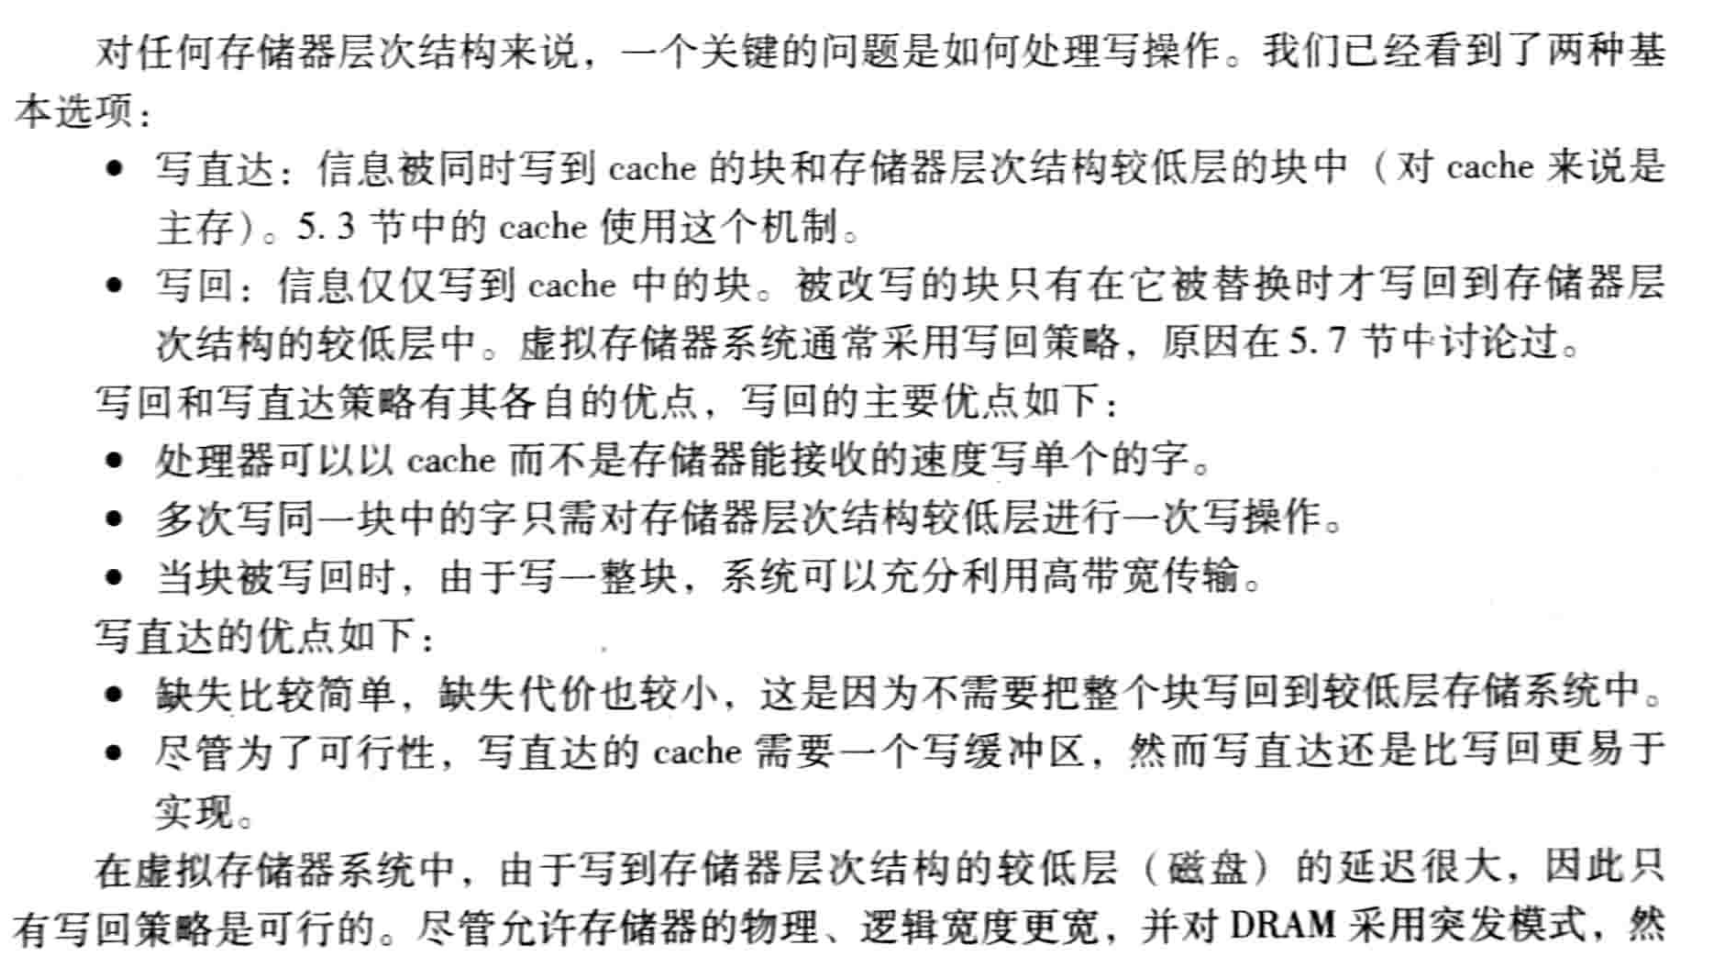 对任何存储器层次结构来说，一个关键的问题是如何处理写操作。我们已经看到了两种基
本选项：
● 写直达：信息被同时写到 cache 的块和存储器层次结构较低层的块中（对 cache 来说是
主存）。5.3 节中的 cache 使用这个机制。
● 写回：信息仅仅写到 cache 中的块。被改写的块只有在它被替换时才写回到存储器层
次结构的较低层中。虚拟存储器系统通常采用写回策略，原因在 5.7 节中讨论过。
写回和写直达策略有其各自的优点，写回的主要优点如下：
● 处理器可以以 cache 而不是存储器能接收的速度写单个的字。
● 多次写同一块中的字只需对存储器层次结构较低层进行一次写操作。
● 当块被写回时，由于写一整块，系统可以充分利用高带宽传输。
写直达的优点如下：
● 缺失比较简单，缺失代价也较小，这是因为不需要把整个块写回到较低层存储系统中。
● 尽管为了可行性，写直达的 cache 需要一个写缓冲区，然而写直达还是比写回更易于
实现。
在虚拟存储器系统中，由于写到存储器层次结构的较低层（磁盘）的延迟很大，因此只
有写回策略是可行的。尽管允许存储器的物理、逻辑宽度更宽，并对 DRAM 采用突发模式，然